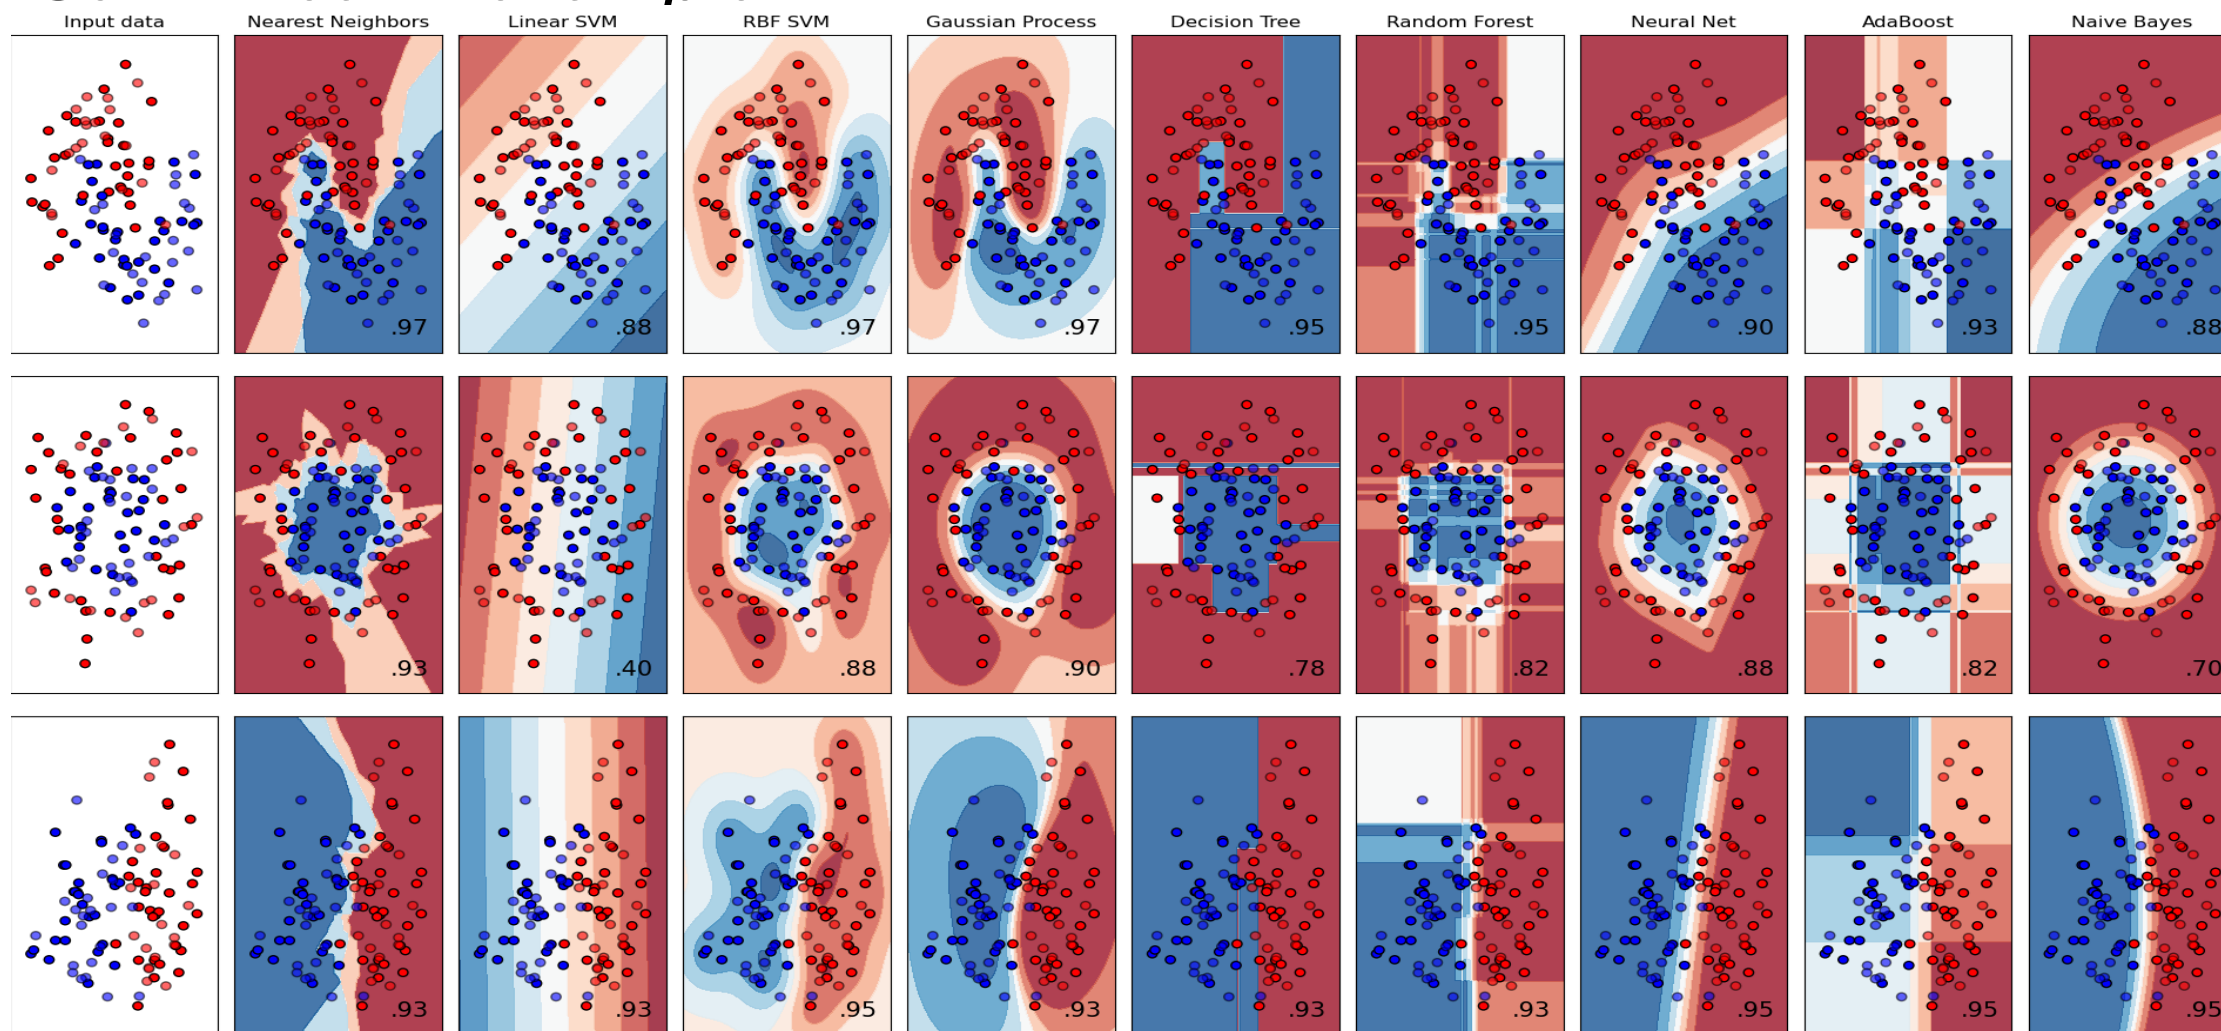 Input data Nearest Neighbors Linear SVM RBF SVM Gaussian Process Decision Tree Random Forest Neural Net AdaBoost Naive Bayes
.97 .88 .97 .97 .95 .95 .90 .93 .88
.93 .40 .88 .90 .78 .82 .88 .82 .70
.93 .93 .95 .93 .93 .93 .95 .95 .95